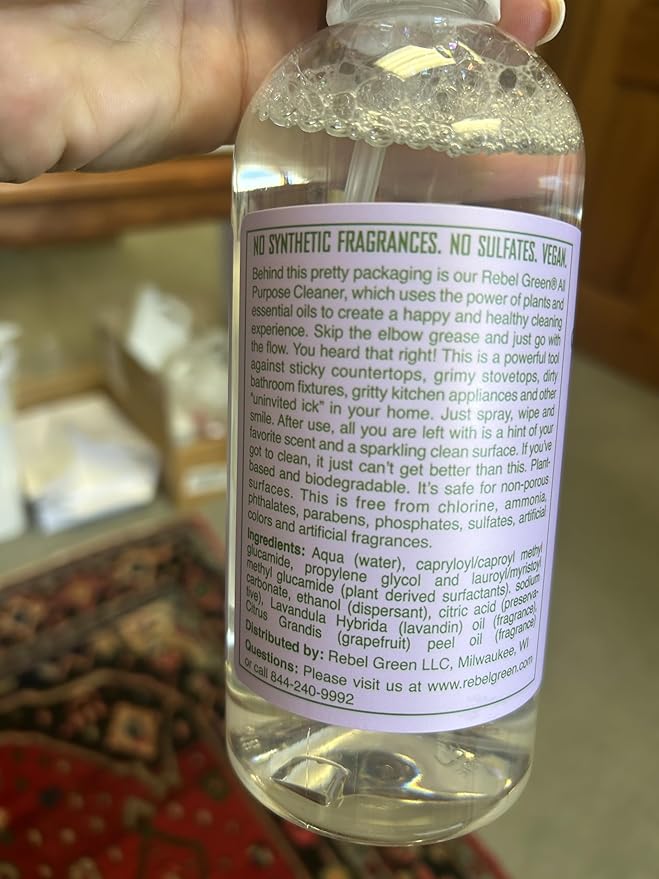 NO SYNTHETIC FRAGRANCES. NO SULFATES. VEGAN.
Behind this pretty packaging is our Rebel Green® All
Purpose Cleaner, which uses the power of plants and
essential oils to create a happy and healthy cleaning
experience. Skip the elbow grease and just go with
the flow. You heard that right! This is a powerful tool
against sticky countertops, grimy stovetops, dirty
bathroom fixtures, gritty kitchen appliances and other
"uninvited ick" in your home. Just spray, wipe and
smile. After use, all you are left with is a hint of your
favorite scent and a sparkling clean surface. If you've
got to clean, it just can't get better than this. Plant-
based and biodegradable. It's safe for non-porous
surfaces. This is free from chlorine, ammonia,
phthalates, parabens, phosphates, sulfates, artificial
colors and artificial fragrances.
Ingredients: Aqua (water), capryloyl/caproyl methyl
glucamide, propylene glycol and lauroyl/myristoyl
methyl glucamide (plant derived surfactants), sodium
carbonate, ethanol (dispersant), citric acid (preserva-
tive), Lavandula Hybrida (lavandin) oil (fragrance),
Citrus Grandis (grapefruit) peel oil (fragrance)
Distributed by: Rebel Green LLC, Milwaukee, WI
Questions: Please visit us at www.rebelgreen.com
or call 844-240-9992